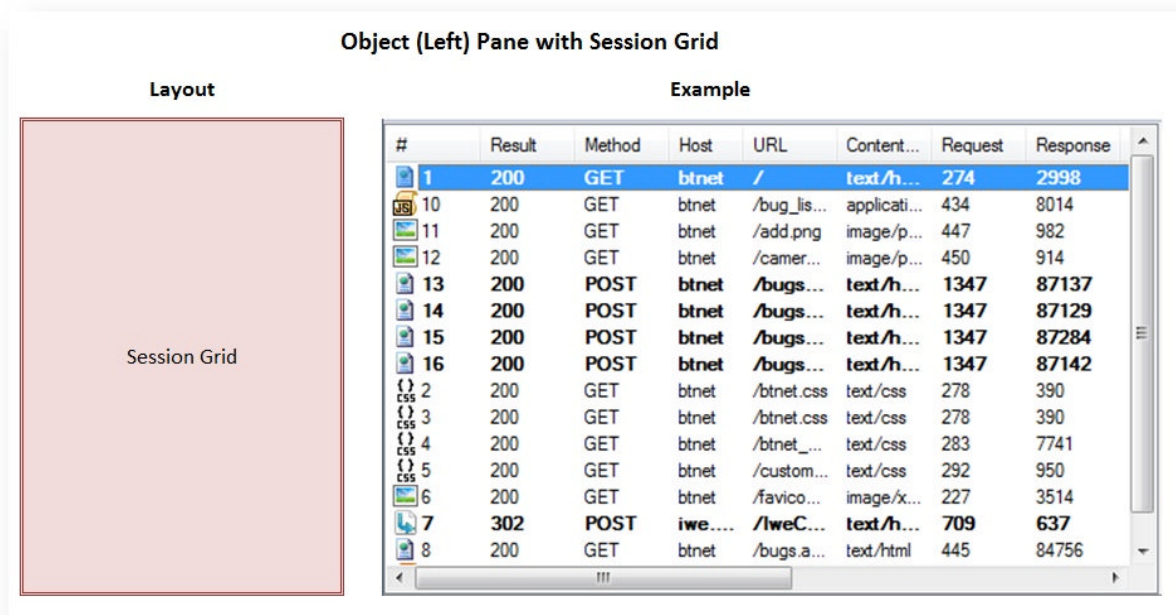 Object (Left) Pane with Session Grid
Layout
Example
Session Grid
# Result Method Host URL Content... Request Response
1 200 GET btnet / text/h... 274 2998
JS 10 200 GET btnet /bug_lis... applicati... 434 8014
11 200 GET btnet /add.png image/p... 447 982
12 200 GET btnet /camer... image/p... 450 914
13 200 POST btnet /bugs... text/h... 1347 87137
14 200 POST btnet /bugs... text/h... 1347 87129
15 200 POST btnet /bugs... text/h... 1347 87284
16 200 POST btnet /bugs... text/h... 1347 87142
{} css 2 200 GET btnet /btnet.css text/css 278 390
{} css 3 200 GET btnet /btnet.css text/css 278 390
{} css 4 200 GET btnet /btnet_... text/css 283 7741
{} css 5 200 GET btnet /custom... text/css 292 950
6 200 GET btnet /favico... image/x... 227 3514
7 302 POST iwe.... /IweC... text/h... 709 637
8 200 GET btnet /bugs.a... text/html 445 84756